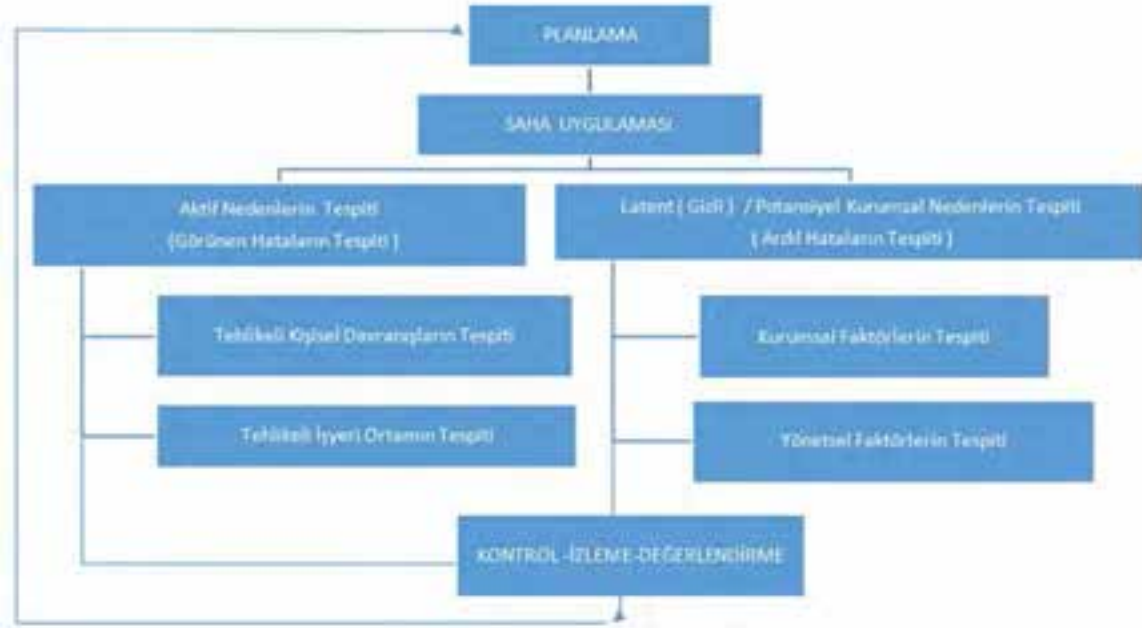 PLANLAMA
SAHA UYGULAMASI
Aktif Nedenlerin Tespiti
(Görünen Hataların Tespiti )
Latent ( Gizli ) / Potansiyel Kurumsal Nedenlerin Tespiti
( Ardıl Hataların Tespiti )
Tehlikeli Kişisel Davranışların Tespiti
Kurumsal Faktörlerin Tespiti
Tehlikeli İşyeri Ortamın Tespiti
Yönetsel Faktörlerin Tespiti
KONTROL -İZLEME-DEĞERLENDİRME